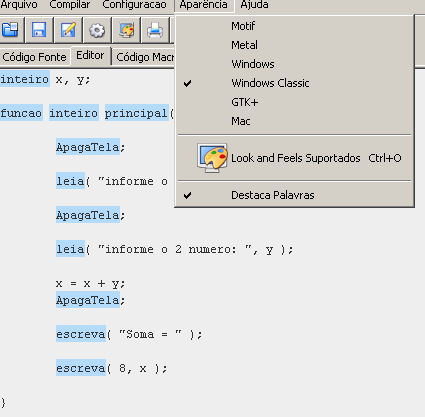 Arquivo Compilar Configuracao Aparência Ajuda
Motif
Metal
Windows
Windows Classic
GTK+
Mac
Look and Feels Suportados Ctrl+O
Destaca Palavras
Código Fonte Editor Código Mac
inteiro x, y;
funcao inteiro principal(
ApagaTela;
leia( "informe o
ApagaTela;
leia( "informe o 2 numero: ", y );
x = x + y;
ApagaTela;
escreva( "Soma = " );
escreva( 8, x );
}